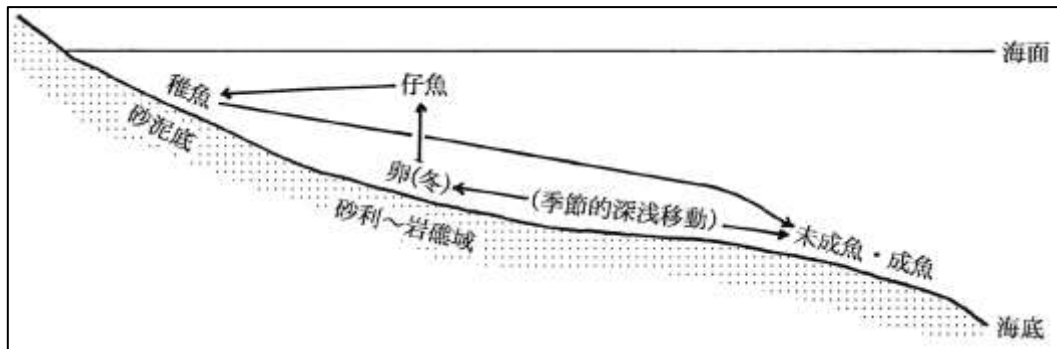 海面
稚魚
仔魚
砂泥底
卵(冬)
(季節的深浅移動)
砂利～岩礁域
未成魚・成魚
海底